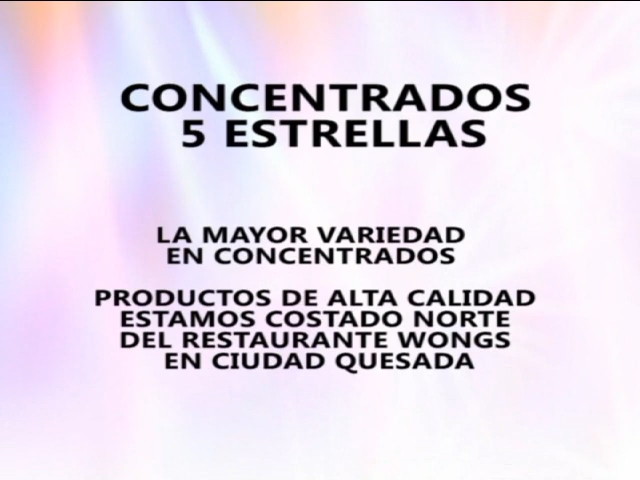 CONCENTRADOS
5 ESTRELLAS
LA MAYOR VARIEDAD
EN CONCENTRADOS
PRODUCTOS DE ALTA CALIDAD
ESTAMOS COSTADO NORTE
DEL RESTAURANTE WONGS
EN CIUDAD QUESADA